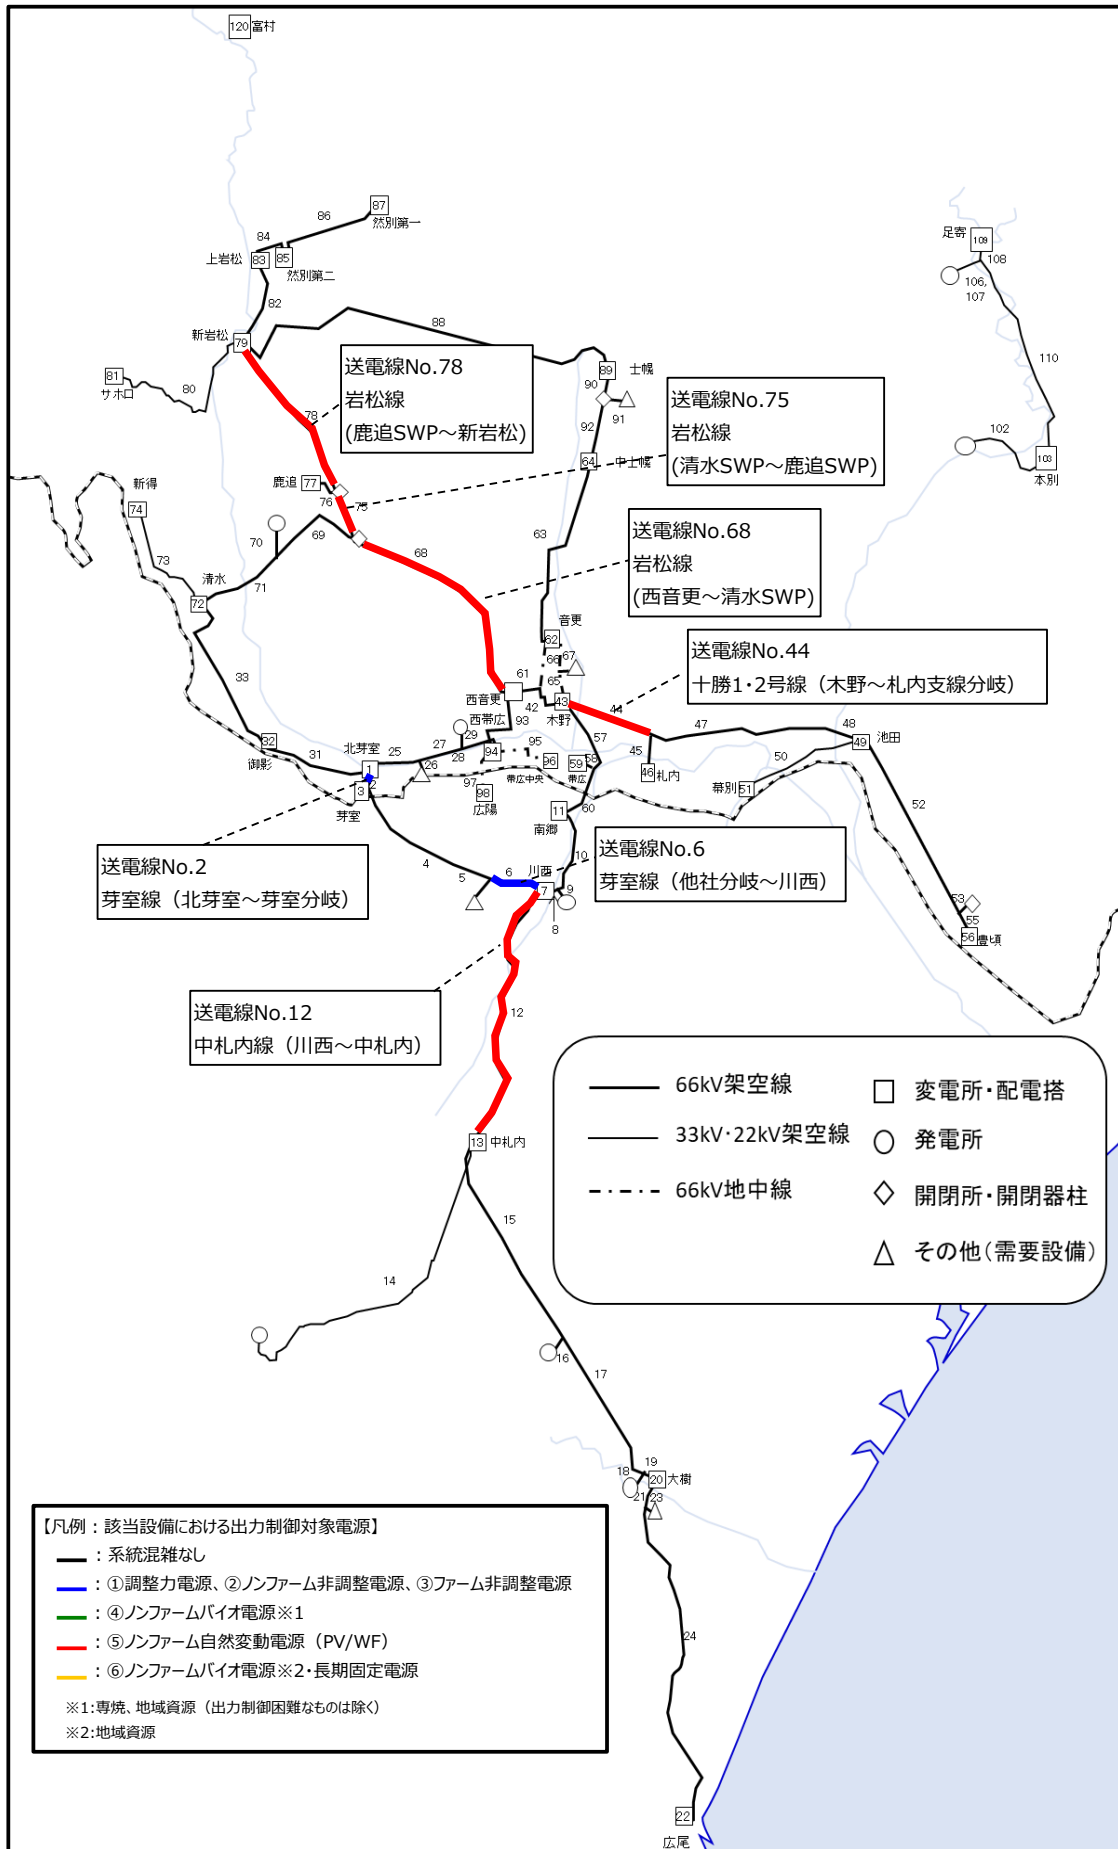 120 富村
87
然別第一
86
84
上岩松
83
85
然別第二
82
足寄
109
108
106,
107
110
102
103
本別
新岩松
79
88
81
サホロ
80
78
送電線No.78
岩松線
(鹿追SWP～新岩松)
89
士幌
90
91
92
64
中士幌
送電線No.75
岩松線
(清水SWP～鹿追SWP)
新得
74
鹿追
77
76
75
70
69
68
71
73
清水
72
63
送電線No.68
岩松線
(西音更～清水SWP)
音更
62
66
67
65
61
西音更
42
43
木野
44
送電線No.44
十勝1・2号線（木野～札内支線分岐）
33
32
御影
31
北芽室
1
2
3
芽室
25
26
27
28
29
西帯広
93
94
95
96
帯広中央
97
98
広陽
57
58
59
帯広
60
11
南郷
10
45
46
札内
47
48
49
池田
50
51
幕別
52
53
55
56
豊頃
送電線No.2
芽室線（北芽室～芽室分岐）
4
5
6
川西
7
8
9
送電線No.6
芽室線（他社分岐～川西）
送電線No.12
中札内線（川西～中札内）
12
13
中札内
14
15
16
17
18
19
20
大樹
21
23
24
22
広尾
66kV架空線
33kV･22kV架空線
66kV地中線
変電所・配電搭
発電所
開閉所・開閉器柱
その他(需要設備)
【凡例：該当設備における出力制御対象電源】
：系統混雑なし
：①調整力電源、②ノンファーム非調整電源、③ファーム非調整電源
：④ノンファームバイオ電源※1
：⑤ノンファーム自然変動電源（PV/WF）
：⑥ノンファームバイオ電源※2・長期固定電源
※1:専焼、地域資源（出力制御困難なものは除く）
※2:地域資源